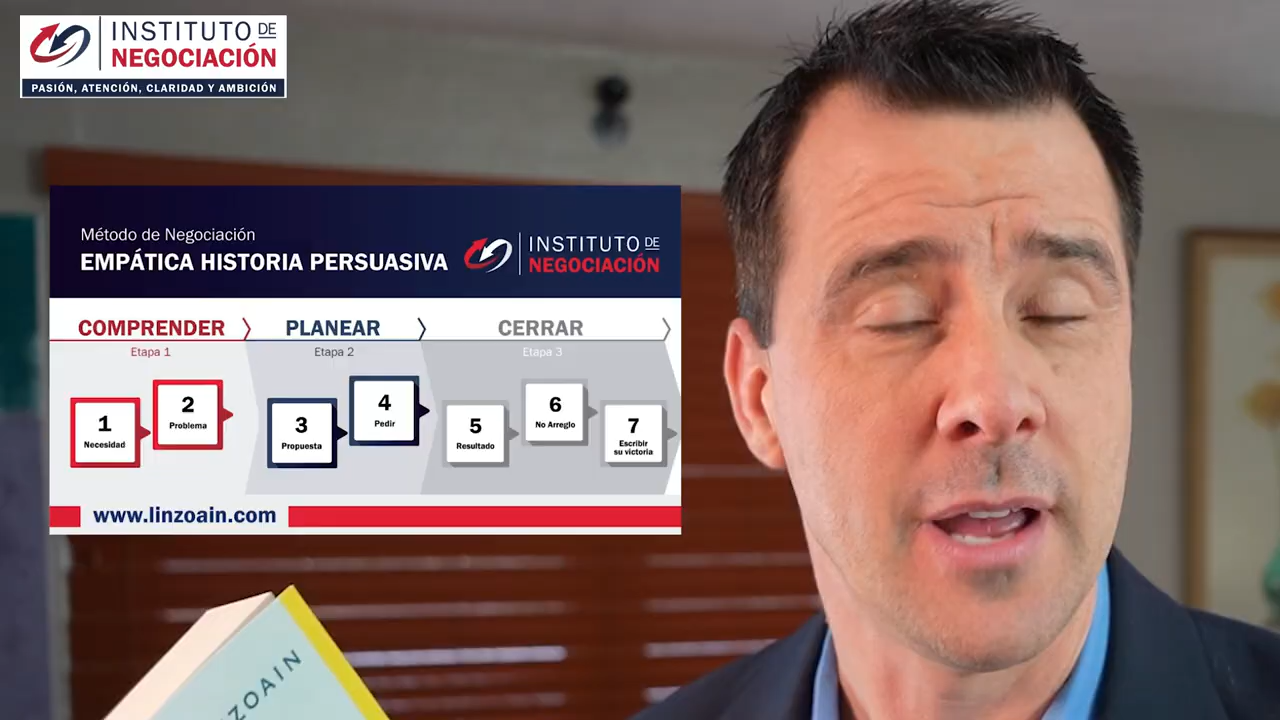 INSTITUTO DE
NEGOCIACIÓN
PASIÓN, ATENCIÓN, CLARIDAD Y AMBICIÓN
Método de Negociación
EMPÁTICA HISTORIA PERSUASIVA
INSTITUTO DE
NEGOCIACIÓN
COMPRENDER
PLANEAR
CERRAR
Etapa 1
Etapa 2
Etapa 3
1
Necesidad
2
Problema
3
Propuesta
4
Pedir
5
Resultado
6
No Arreglo
7
Escribir
su victoria
www.linzoain.com
NZOAIN